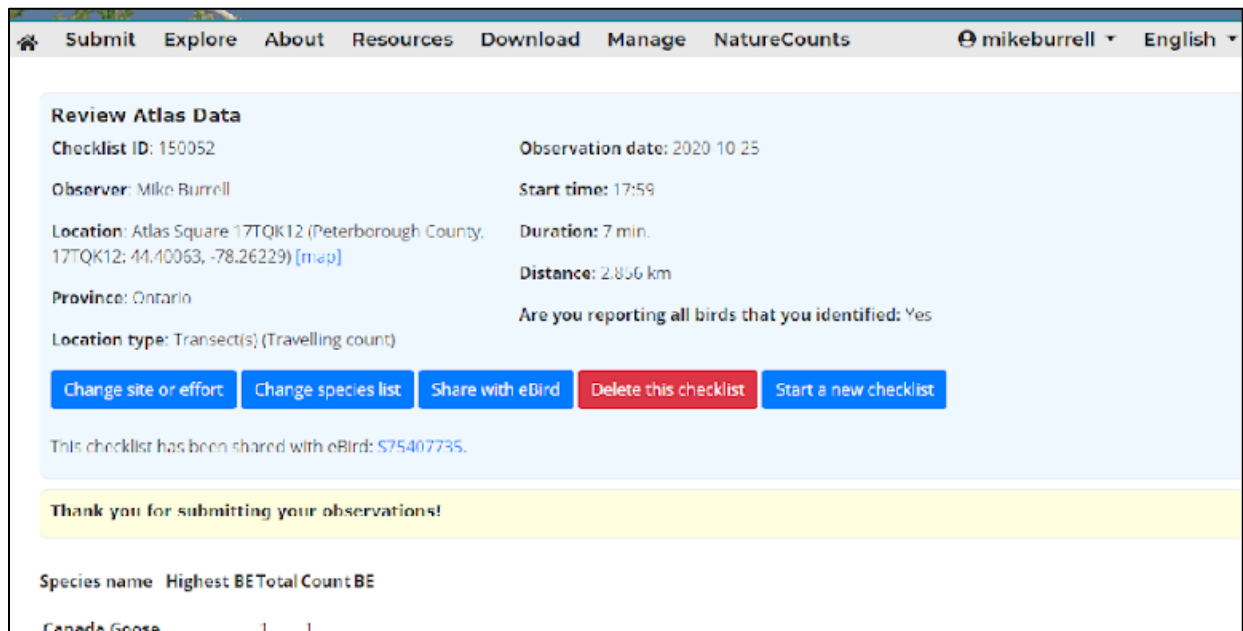 Submit Explore About Resources Download Manage NatureCounts mikeburrell English
Review Atlas Data
Checklist ID: 150052
Observer: Mike Burrell
Location: Atlas Square 17TQK12 (Peterborough County,
17TQK12: 44.40063, -78.26229) [map]
Province: Ontario
Location type: Transect(s) (Travelling count)
Observation date: 2020-10-25
Start time: 17:59
Duration: 7 min.
Distance: 2.856 km
Are you reporting all birds that you identified: Yes
Change site or effort Change species list Share with eBird Delete this checklist Start a new checklist
This checklist has been shared with eBird: S75407735.
Thank you for submitting your observations!
Species name Highest BE Total Count BE
Canada Goose 1 1